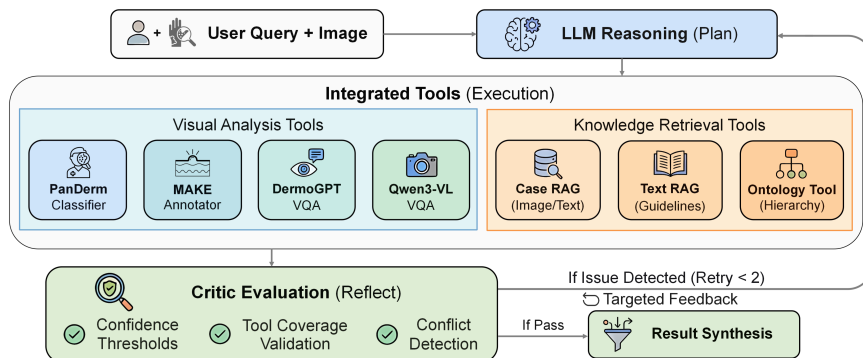 User Query + Image
LLM Reasoning (Plan)
Integrated Tools (Execution)
Visual Analysis Tools
PanDerm
Classifier
MAKE
Annotator
DermoGPT
VQA
Qwen3-VL
VQA
Knowledge Retrieval Tools
Case RAG
(Image/Text)
Text RAG
(Guidelines)
Ontology Tool
(Hierarchy)
Critic Evaluation (Reflect)
Confidence
Thresholds
Tool Coverage
Validation
Conflict
Detection
If Issue Detected (Retry < 2)
Targeted Feedback
If Pass
Result Synthesis